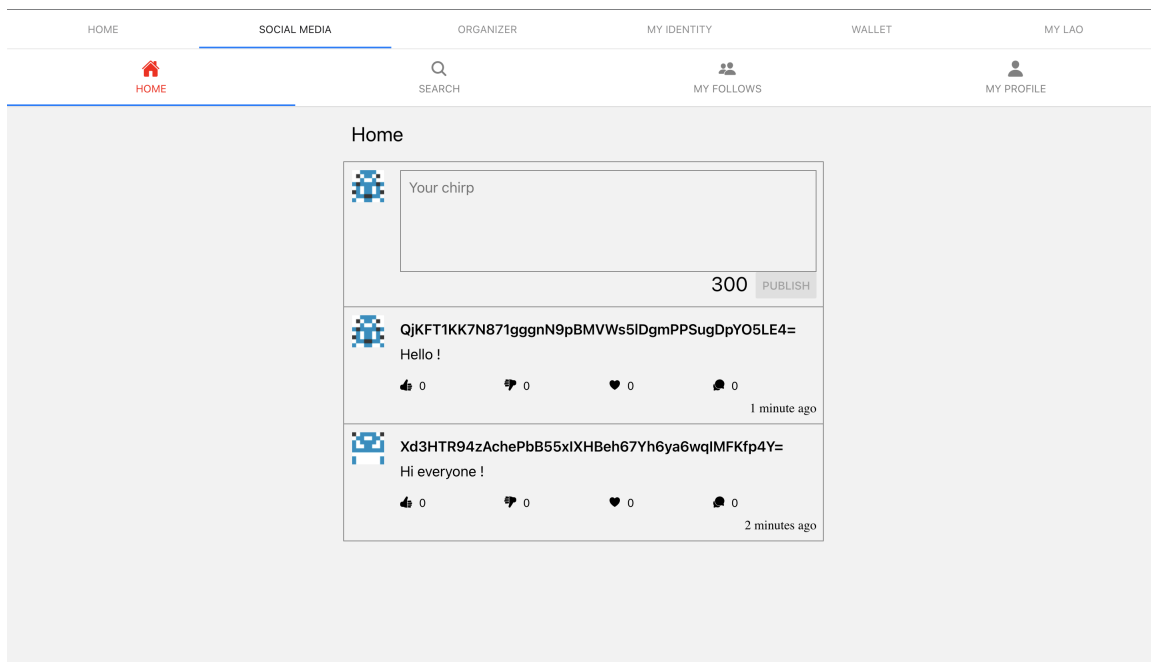 HOME SOCIAL MEDIA ORGANIZER MY IDENTITY WALLET MY LAO
HOME SEARCH MY FOLLOWS MY PROFILE
Home
Your chirp
300 PUBLISH
QjKFT1KK7N871gggnN9pBMVWs5lDgmPPSugDpYO5LE4=
Hello !
0 0 0 0
1 minute ago
Xd3HTR94zAchePbB55xIXHBeh67Yh6ya6wqIMFKfp4Y=
Hi everyone !
0 0 0 0
2 minutes ago